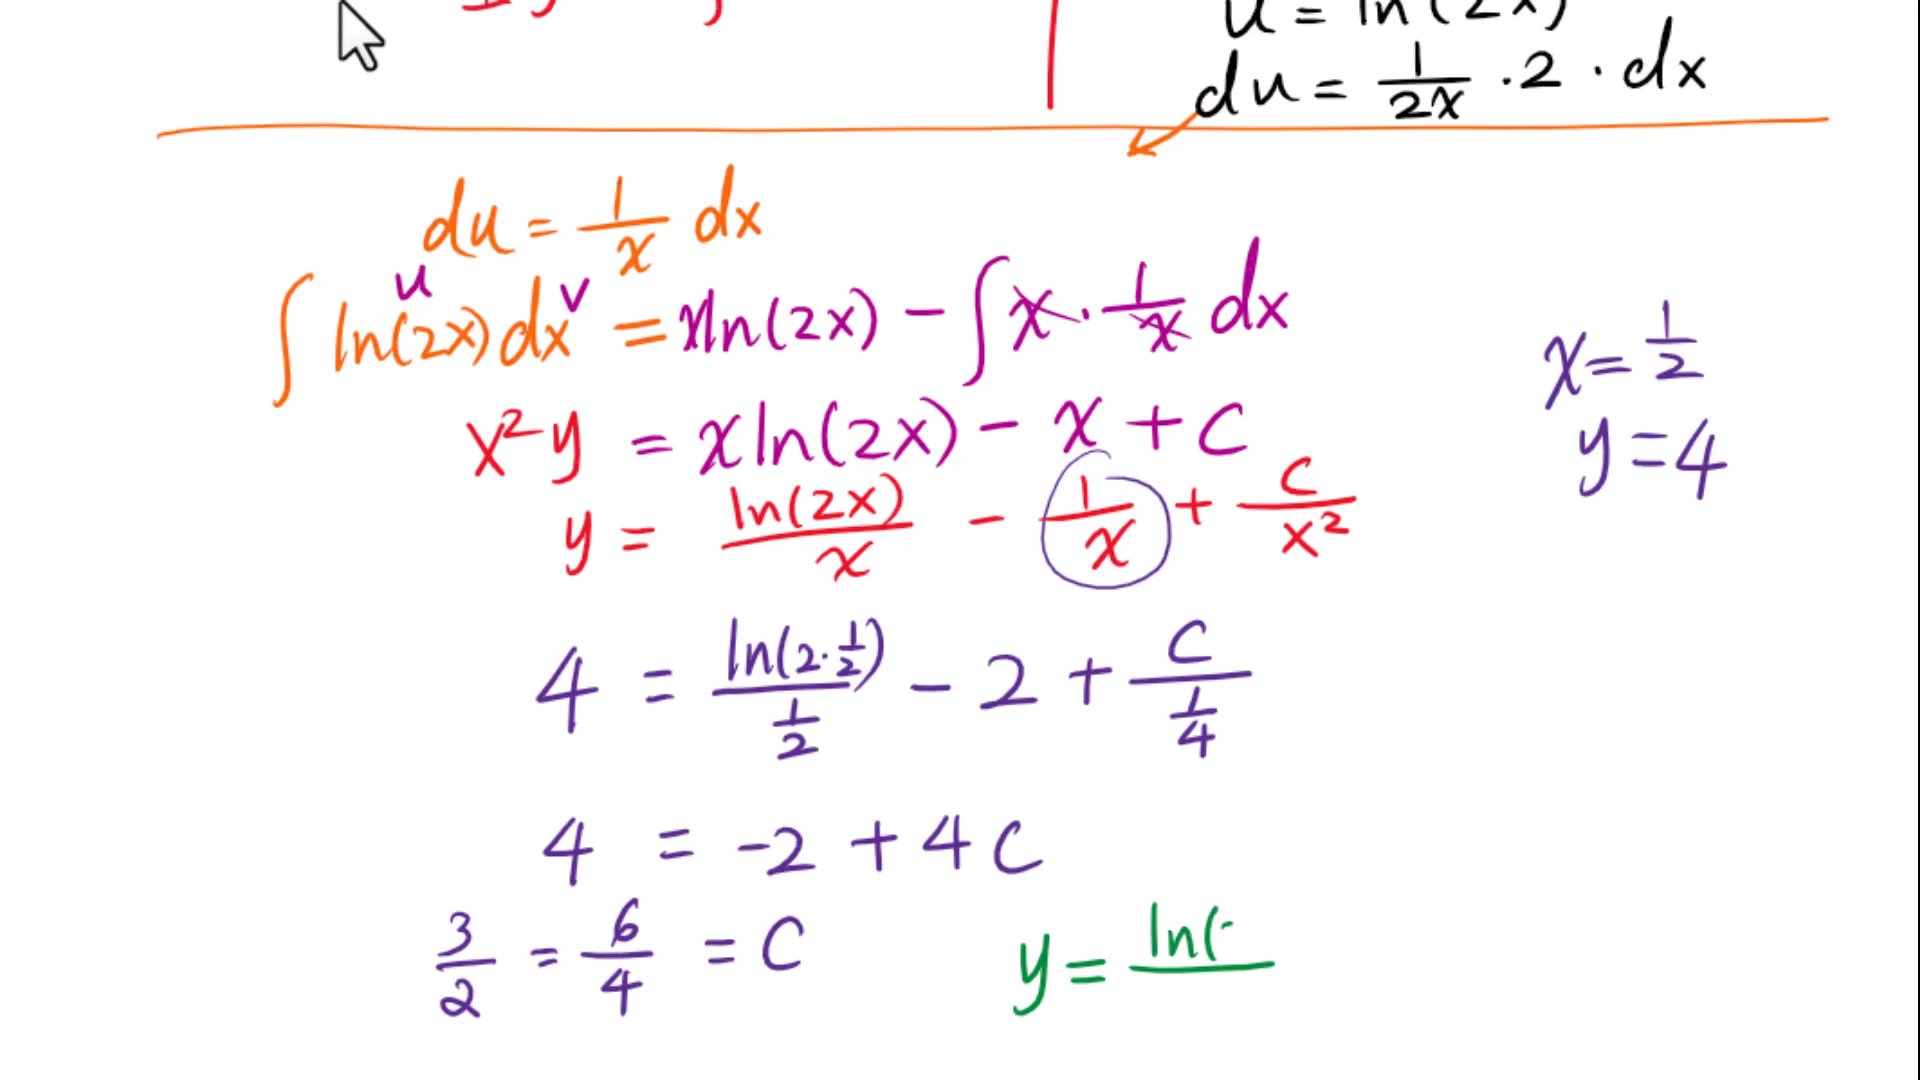 u = ln(2x)
du = 1/2x · 2 · dx
du = 1/x dx
u v
∫ ln(2x) dx = xln(2x) - ∫ x · 1/x dx
x = 1/2
x²y = xln(2x) - x + C
y = 4
y = ln(2x)/x - 1/x + C/x²
4 = ln(2·1/2)/(1/2) - 2 + C/(1/4)
4 = -2 + 4C
3/2 = 6/4 = C
y = ln(